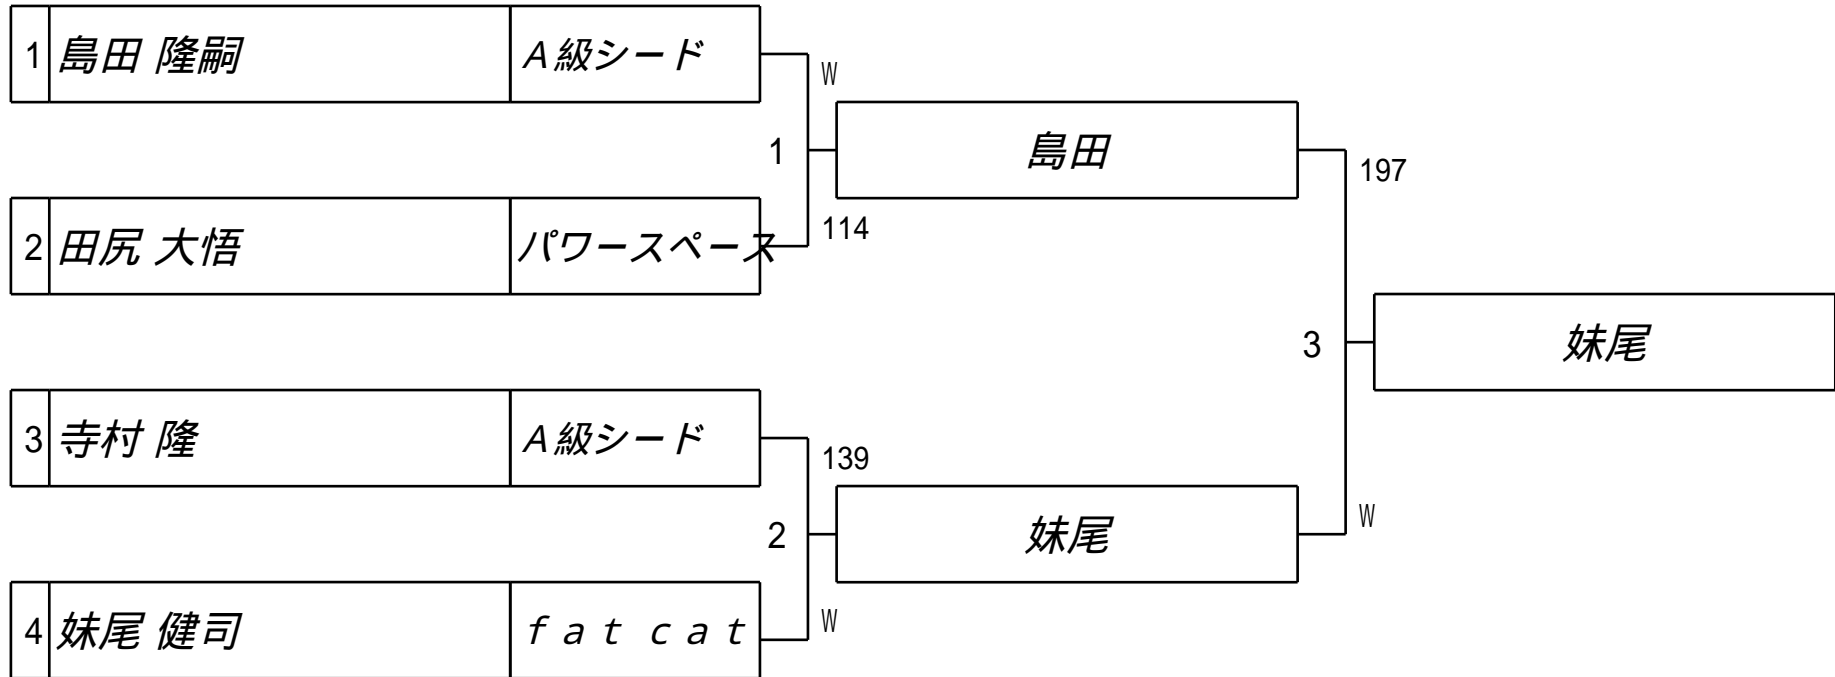 1 島田 隆嗣 A級シード
W
1 島田
197
2 田尻 大悟 パワースペース
114
3 妹尾
3 寺村 隆 A級シード
139
2 妹尾
W
4 妹尾 健司 fat cat
W